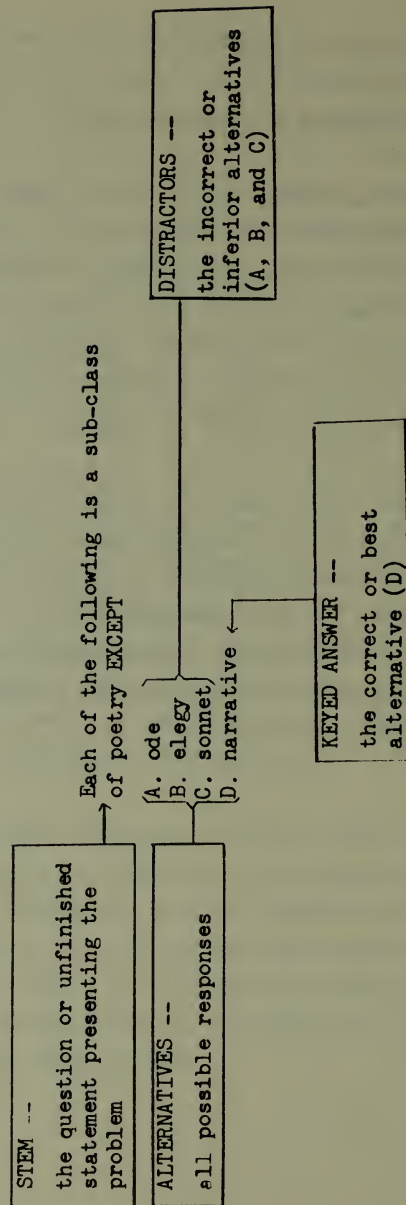 STEM --
the question or unfinished
statement presenting the
problem
Each of the following is a sub-class
of poetry EXCEPT
ALTERNATIVES --
all possible responses
A. ode
B. elegy
C. sonnet
D. narrative
DISTRACTORS --
the incorrect or
inferior alternatives
(A, B, and C)
KEYED ANSWER --
the correct or best
alternative (D)